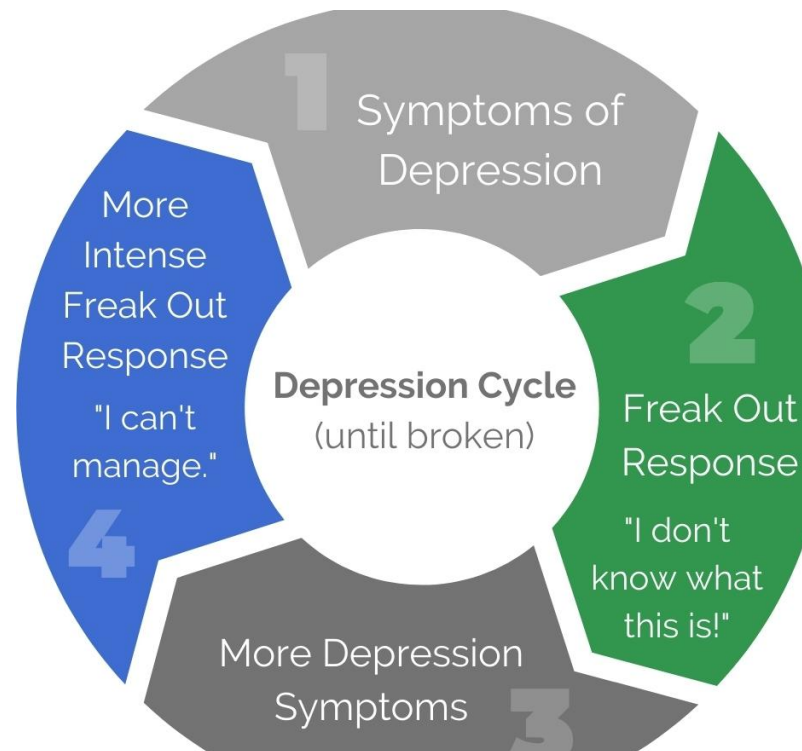 1
Symptoms of
Depression
2
Freak Out
Response
"I don't
know what
this is!"
3
More Depression
Symptoms
4
More
Intense
Freak Out
Response
"I can't
manage."
Depression Cycle
(until broken)